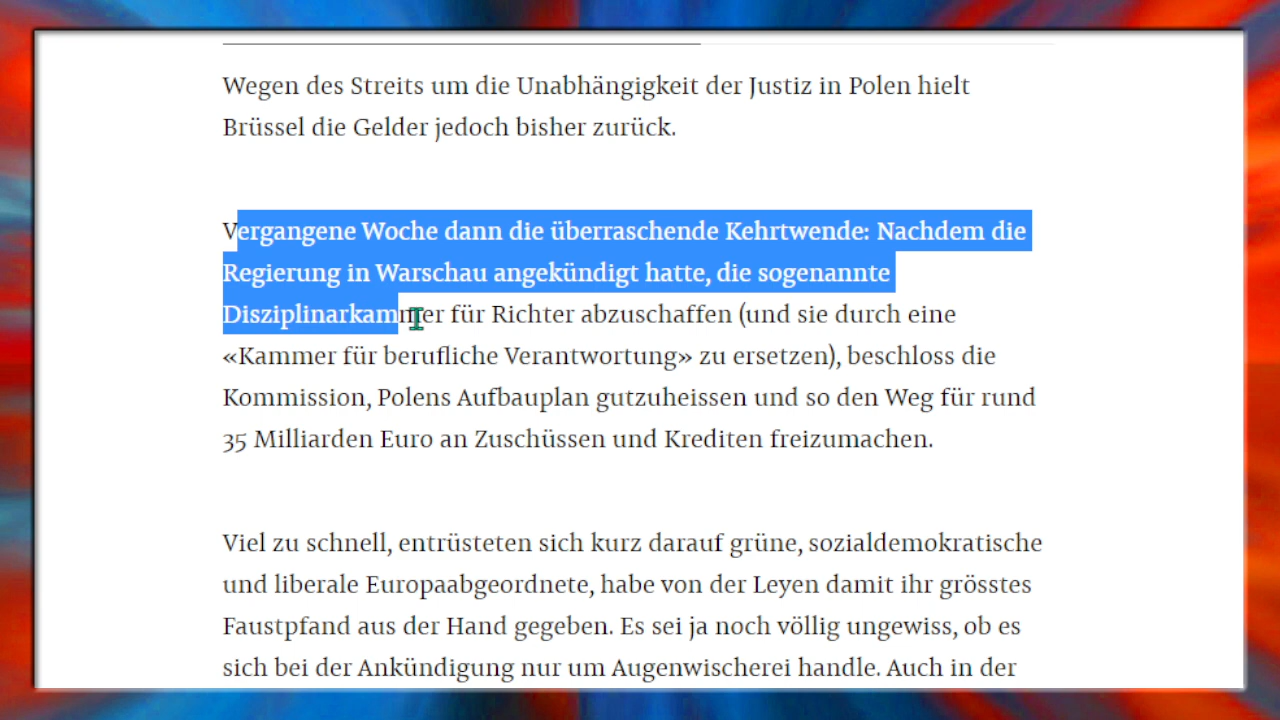 Wegen des Streits um die Unabhängigkeit der Justiz in Polen hielt
Brüssel die Gelder jedoch bisher zurück.
Vergangene Woche dann die überraschende Kehrtwende: Nachdem die
Regierung in Warschau angekündigt hatte, die sogenannte
Disziplinarkammer für Richter abzuschaffen (und sie durch eine
«Kammer für berufliche Verantwortung» zu ersetzen), beschloss die
Kommission, Polens Aufbauplan gutzuheissen und so den Weg für rund
35 Milliarden Euro an Zuschüssen und Krediten freizumachen.
Viel zu schnell, entrüsteten sich kurz darauf grüne, sozialdemokratische
und liberale Europaabgeordnete, habe von der Leyen damit ihr grösstes
Faustpfand aus der Hand gegeben. Es sei ja noch völlig ungewiss, ob es
sich bei der Ankündigung nur um Augenwischerei handle. Auch in der